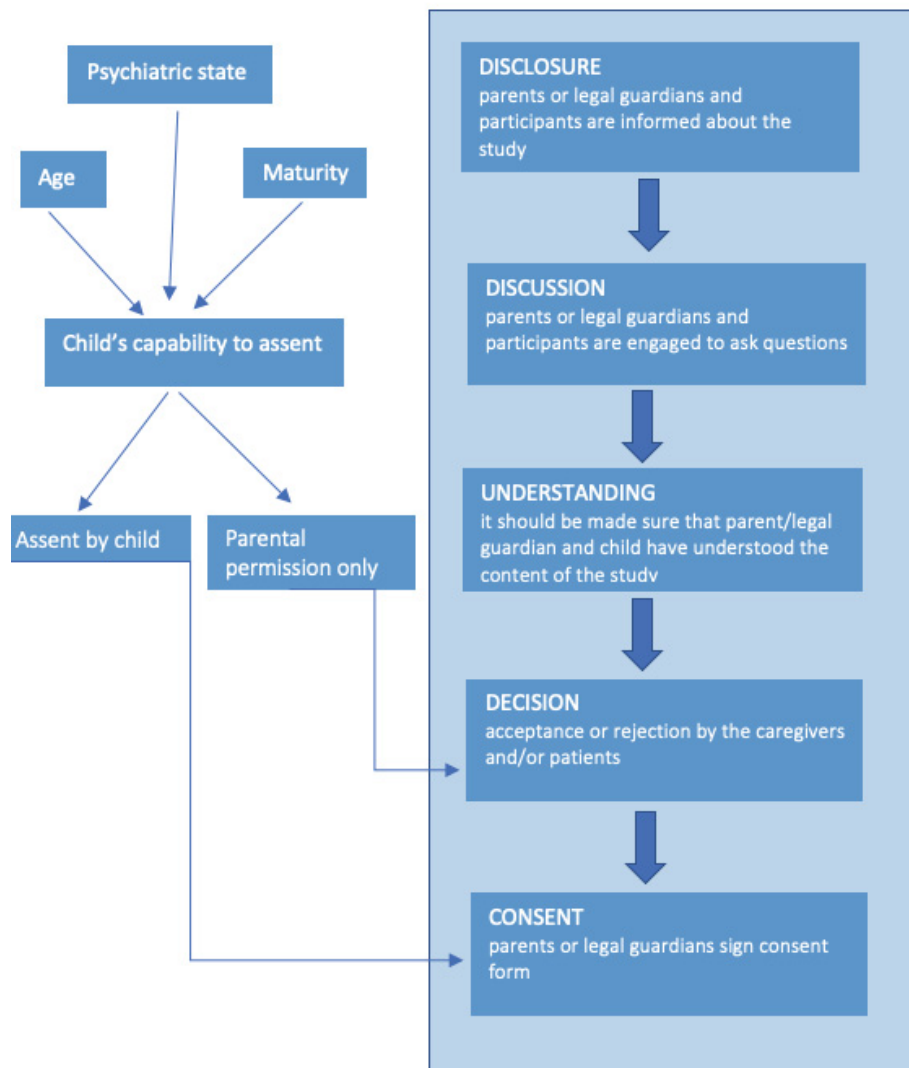 Psychiatric state
Age
Maturity
Child's capability to assent
Assent by child
Parental
permission only
DISCLOSURE
parents or legal guardians and
participants are informed about the
study
DISCUSSION
parents or legal guardians and
participants are engaged to ask questions
UNDERSTANDING
it should be made sure that parent/legal
guardian and child have understood the
content of the study
DECISION
acceptance or rejection by the caregivers
and/or patients
CONSENT
parents or legal guardians sign consent
form